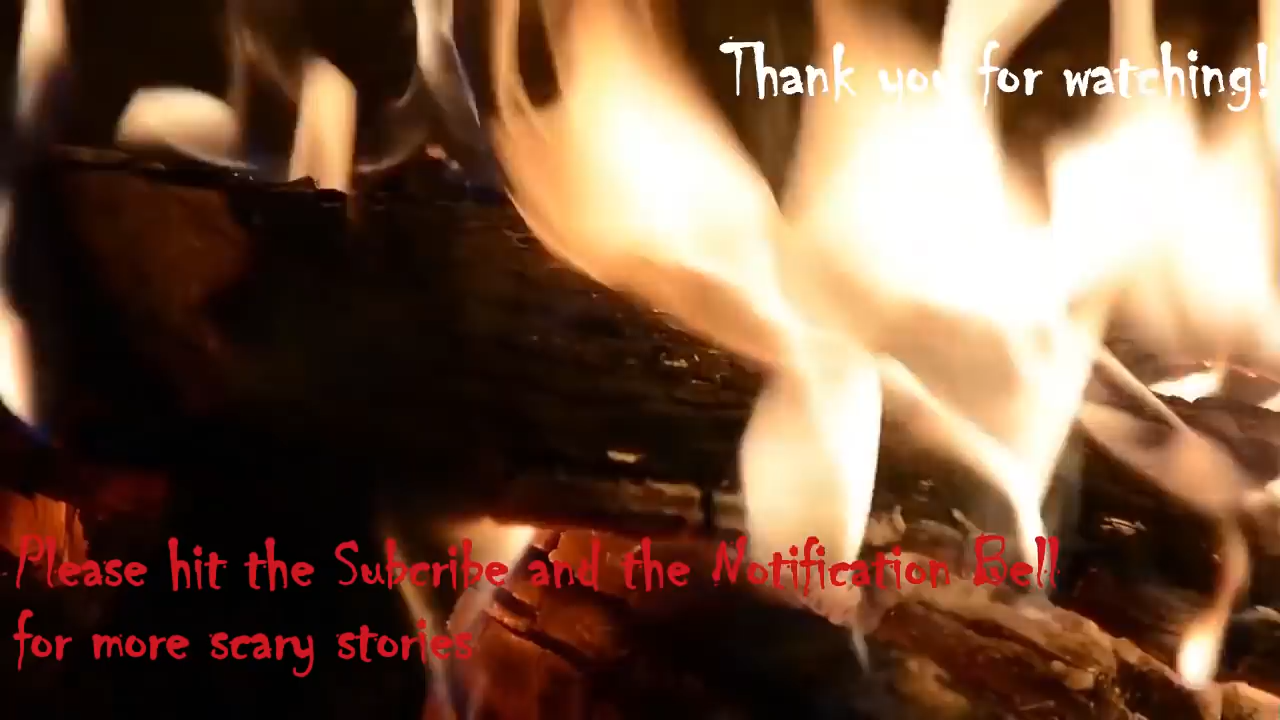 Thank you for watching!
Please hit the Subcribe and the Notification Bell
for more scary stories